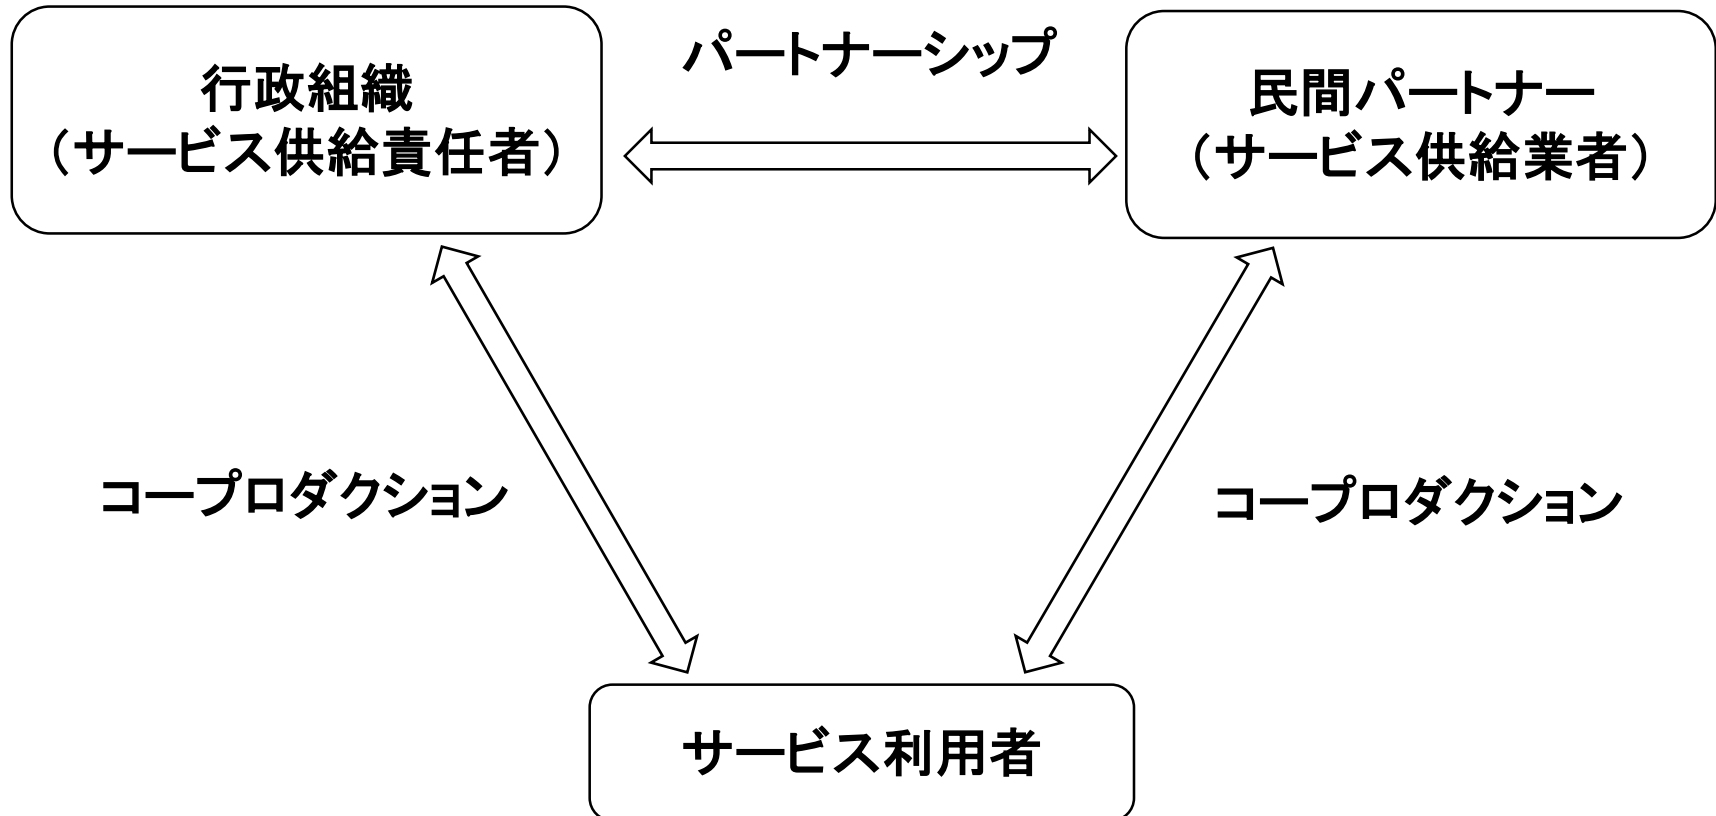 パートナーシップ
行政組織
（サービス供給責任者）
民間パートナー
（サービス供給業者）
コープロダクション
コープロダクション
サービス利用者